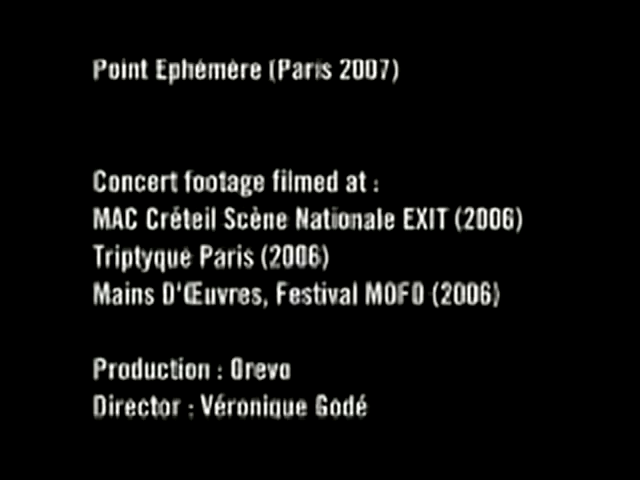 Point Ephémère (Paris 2007)
Concert footage filmed at :
MAC Créteil Scène Nationale EXIT (2006)
Triptyque Paris (2006)
Mains D'Œuvres, Festival MOFO (2006)
Production : Oreva
Director : Véronique Godé